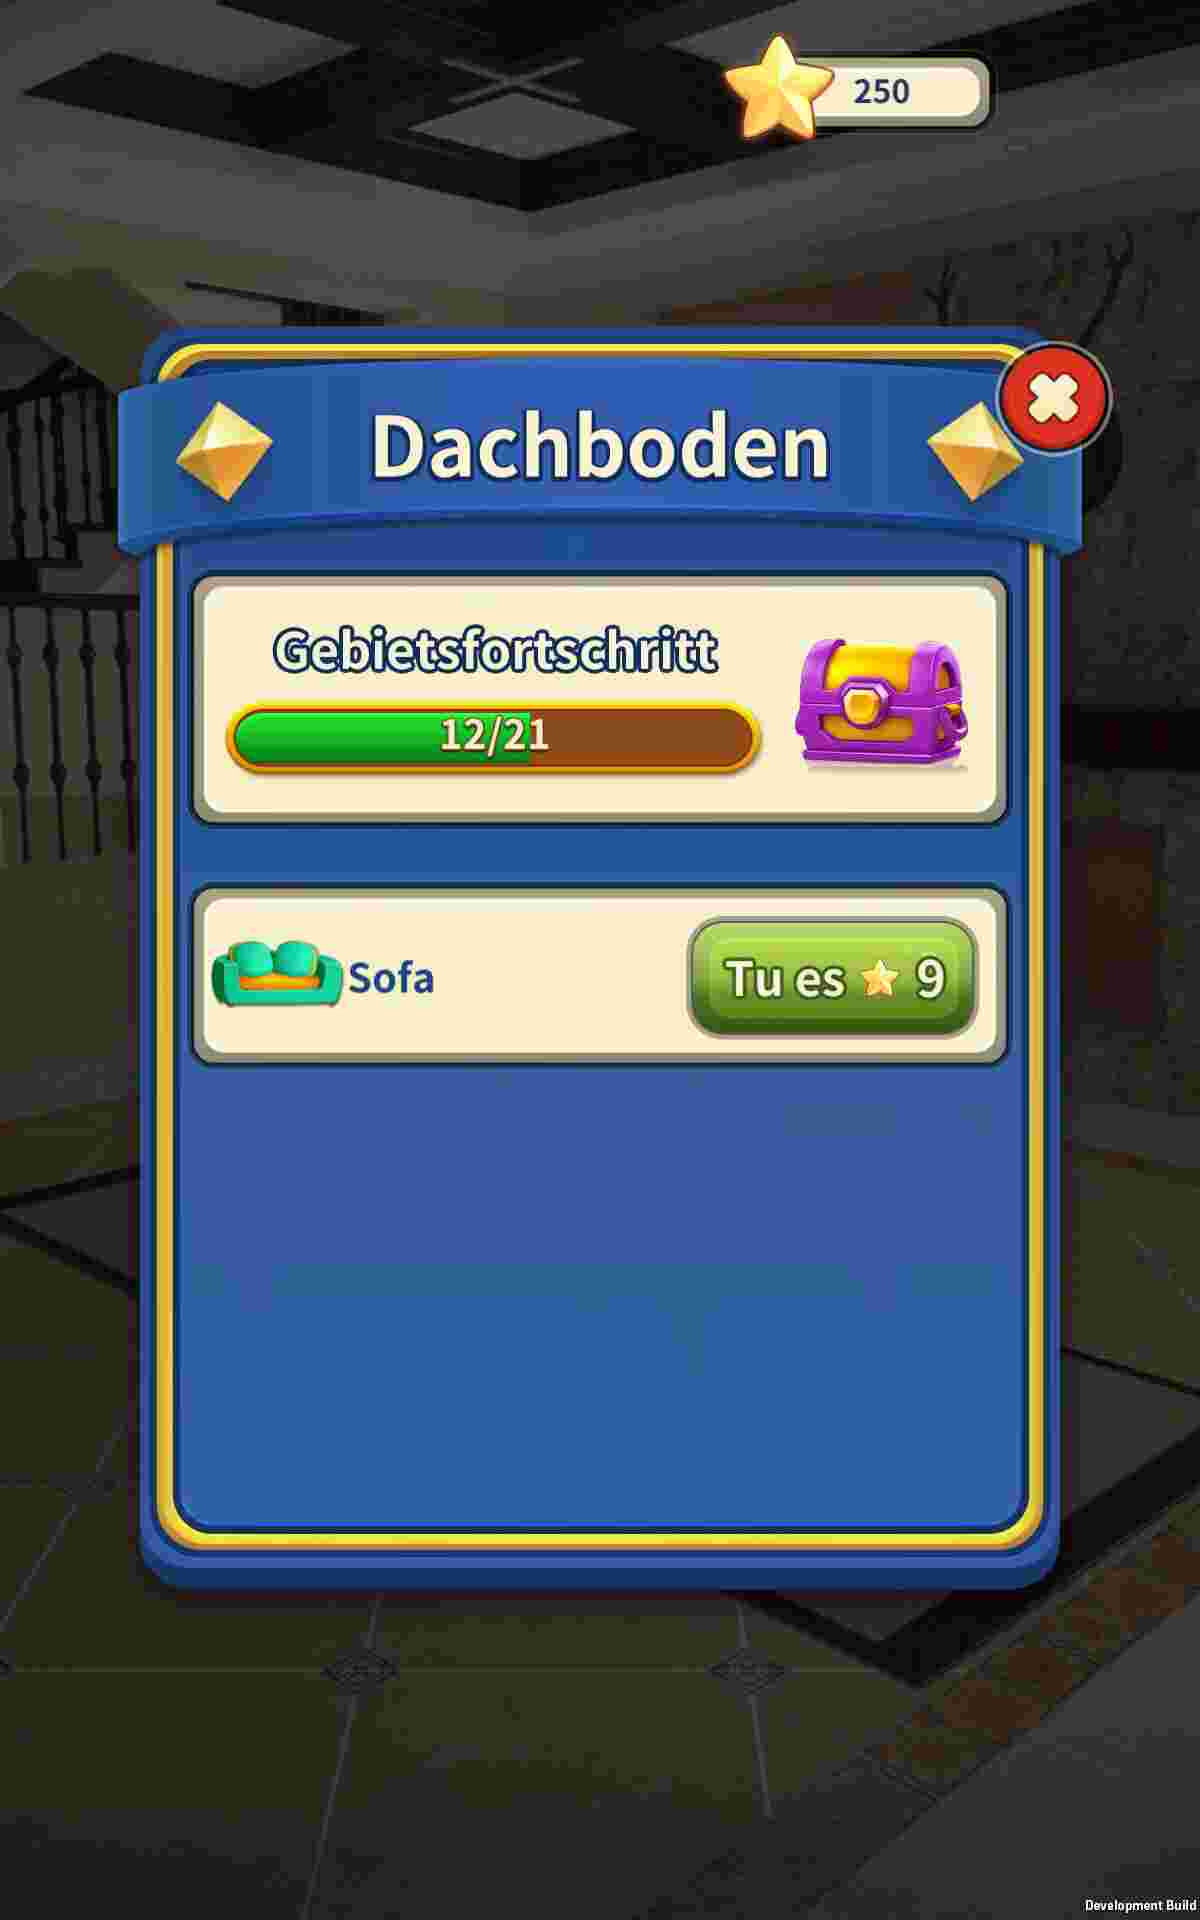 250
Dachboden
Gebietsfortschritt
12/21
Sofa
Tu es 9
Development Build